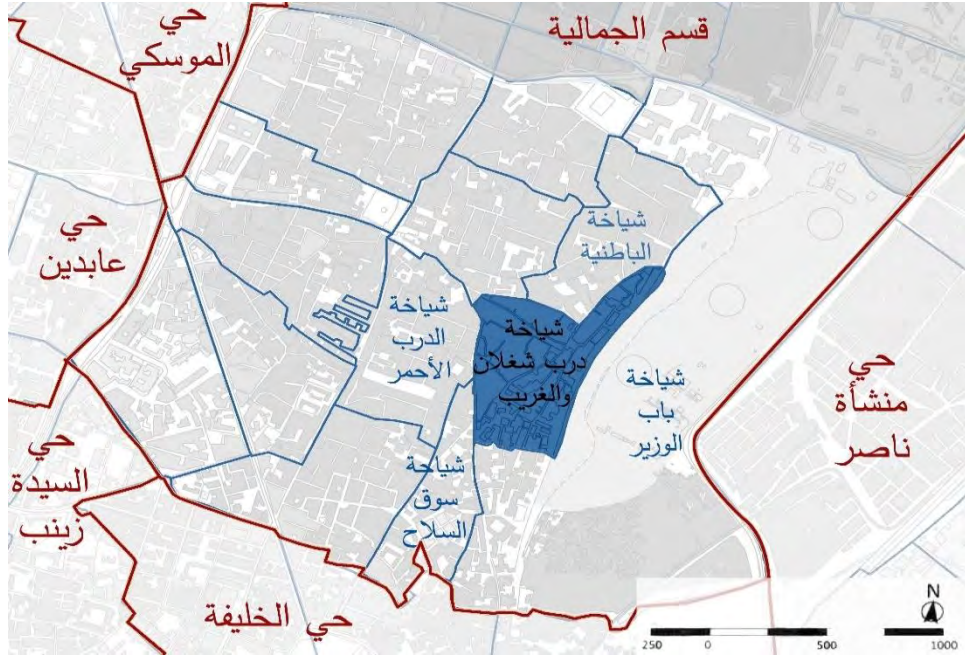 قسم الجمالية
حي
الموسكي
حي
عابدين
شياخة
الباطنية
شياخة
الدرب
الأحمر
شياخة
درب شغلان
والغريب
شياخة
باب
الوزير
حي
منشأة
ناصر
حي
السيدة
زينب
شياحة
سوق
السلاح
حي الخليفة
N
250 0 500 1000